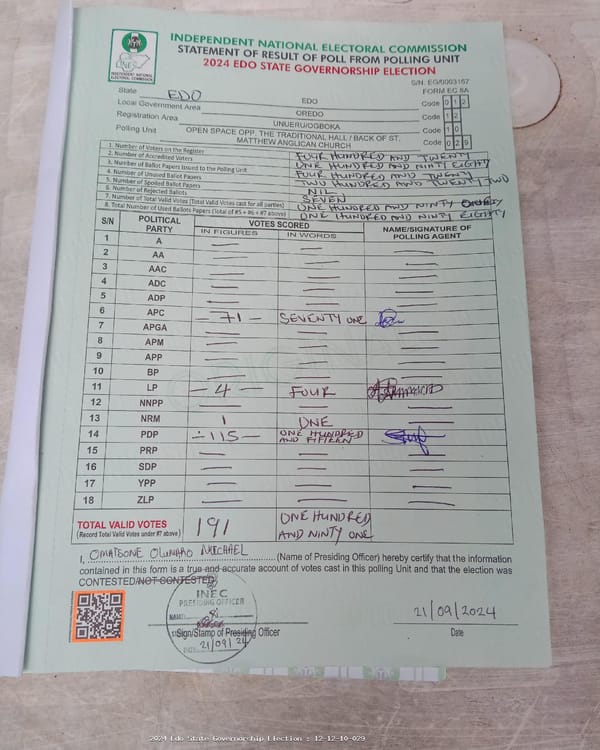 INDEPENDENT NATIONAL ELECTORAL COMMISSION
STATEMENT OF RESULT OF POLL FROM POLLING UNIT
2024 EDO STATE GOVERNORSHIP ELECTION
INDEPENDENT NATIONAL ELECTORAL COMMISSION
S/N: EG/0003167
FORM EC 8A
State EDO EDO Code 0 1 2
Local Government Area OREDO Code 1 2
Registration Area UNUERU/OGBOKA Code 1 0
Polling Unit OPEN SPACE OPP. THE TRADITIONAL HALL / BACK OF ST. MATTHEW ANGLICAN CHURCH Code 0 2 9
1. Number of Voters on the Register FOUR HUNDRED AND TWENTY
2. Number of Accredited Voters ONE HUNDRED AND NINTY EIGHTY
3. Number of Ballot Papers Issued to the Polling Unit FOUR HUNDRED AND TWENTY
4. Number of Unused Ballot Papers TWO HUNDRED AND TWENTY TWO
5. Number of Spoiled Ballot Papers NIL
6. Number of Rejected Ballots SEVEN
7. Number of Total Valid Votes (Total Valid Votes cast for all parties) ONE HUNDRED AND NINTY
8. Total Number of Used Ballots Papers (Total of #5 + #6 + #7 above) ONE HUNDRED AND NINTY EIGHTY
S/N POLITICAL PARTY VOTES SCORED NAME/SIGNATURE OF POLLING AGENT
IN FIGURES IN WORDS
1 A — —
2 AA — —
3 AAC — —
4 ADC — —
5 ADP — —
6 APC -71- SEVENTY ONE
7 APGA — —
8 APM — —
9 APP — —
10 BP — —
11 LP -4- FOUR
12 NNPP — —
13 NRM 1 ONE
14 PDP -115- ONE HUNDRED AND FIFTEEN
15 PRP — —
16 SDP — —
17 YPP — —
18 ZLP — —
TOTAL VALID VOTES 191 ONE HUNDRED
(Record Total Valid Votes under #7 above) AND NINTY ONE
I, OMATSONE OLUMARO MICHAEL (Name of Presiding Officer) hereby certify that the information
contained in this form is a true and accurate account of votes cast in this polling Unit and that the election was
CONTESTED/NOT CONTESTED.
INEC
PRESIDING OFFICER
NAME:
Sign/Stamp of Presiding Officer
21/09/24
21/09/2024
Date
2024 Edo State Governorship Election : 12-12-10-029